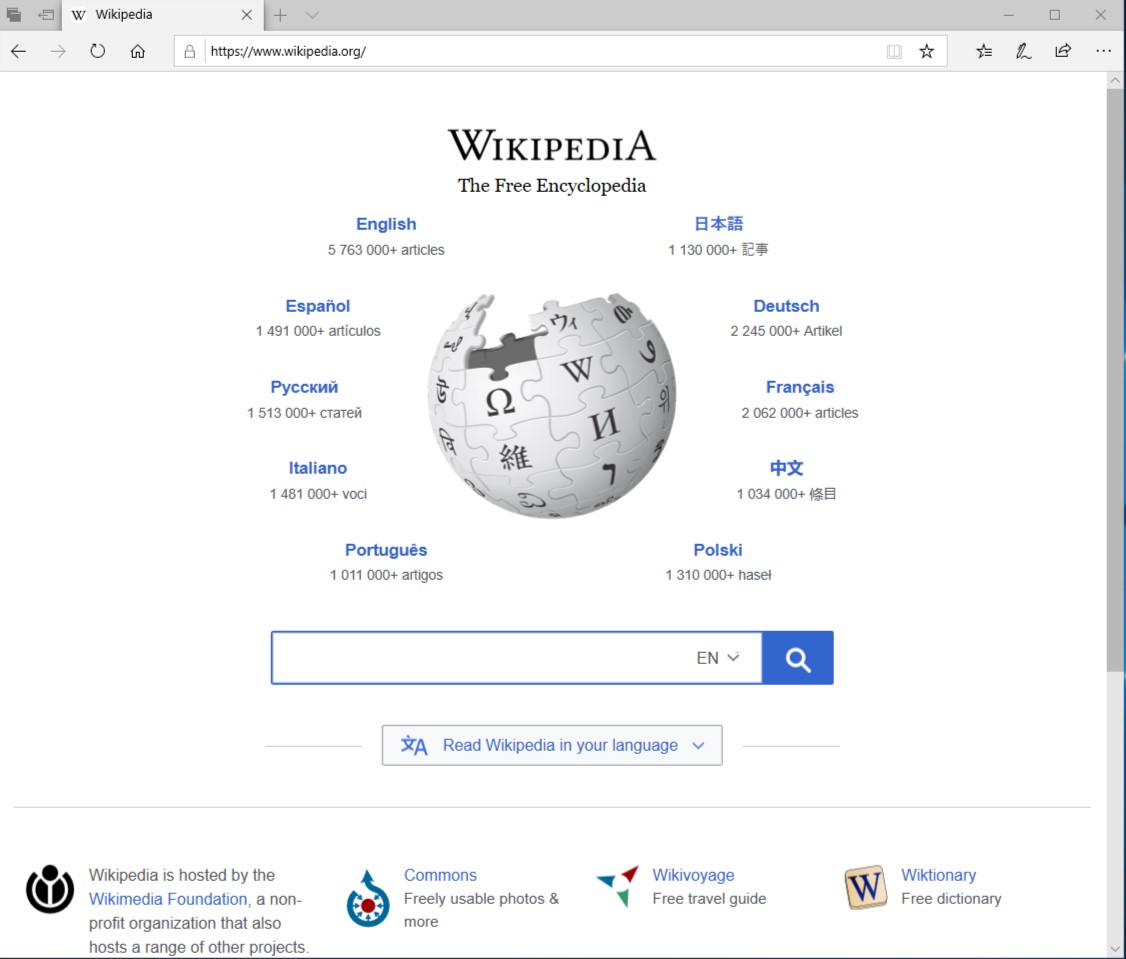 Wikipedia
https://www.wikipedia.org/
WIKIPEDIA
The Free Encyclopedia
English
5 763 000+ articles
日本語
1 130 000+ 記事
Español
1 491 000+ artículos
Deutsch
2 245 000+ Artikel
Русский
1 513 000+ статей
Français
2 062 000+ articles
Italiano
1 481 000+ voci
中文
1 034 000+ 條目
Português
1 011 000+ artigos
Polski
1 310 000+ haseł
Ω
W
И
維
ウィ
EN
Read Wikipedia in your language
Wikipedia is hosted by the
Wikimedia Foundation, a non-
profit organization that also
hosts a range of other projects.
Commons
Freely usable photos &
more
Wikivoyage
Free travel guide
W
Wiktionary
Free dictionary